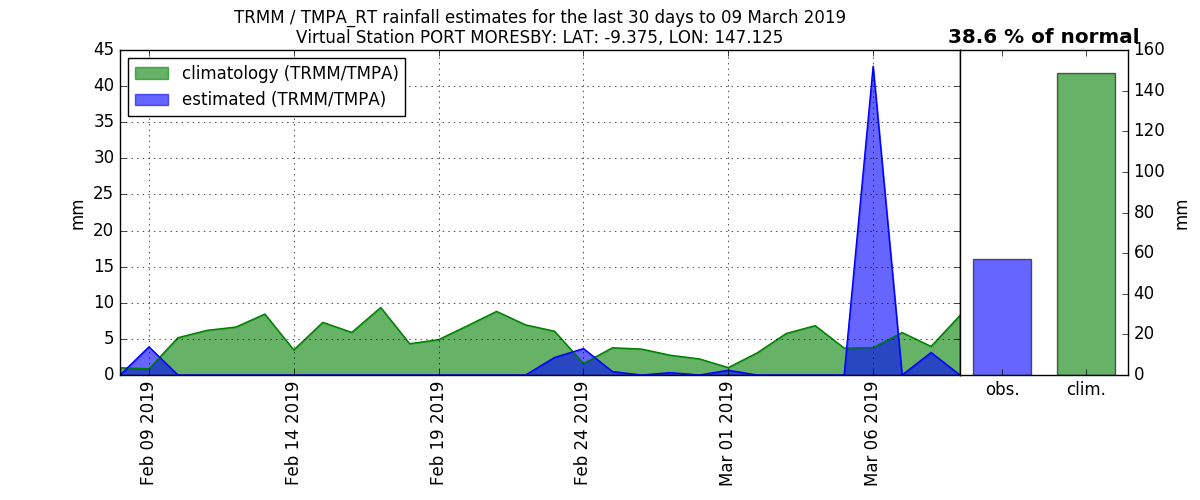 TRMM / TMPA_RT rainfall estimates for the last 30 days to 09 March 2019
Virtual Station PORT MORESBY: LAT: -9.375, LON: 147.125
38.6 % of normal
climatology (TRMM/TMPA)
estimated (TRMM/TMPA)
45
40
35
30
25
20
15
10
5
0
mm
Feb 09 2019
Feb 14 2019
Feb 19 2019
Feb 24 2019
Mar 01 2019
Mar 06 2019
obs.
clim.
160
140
120
100
80
60
40
20
0
mm